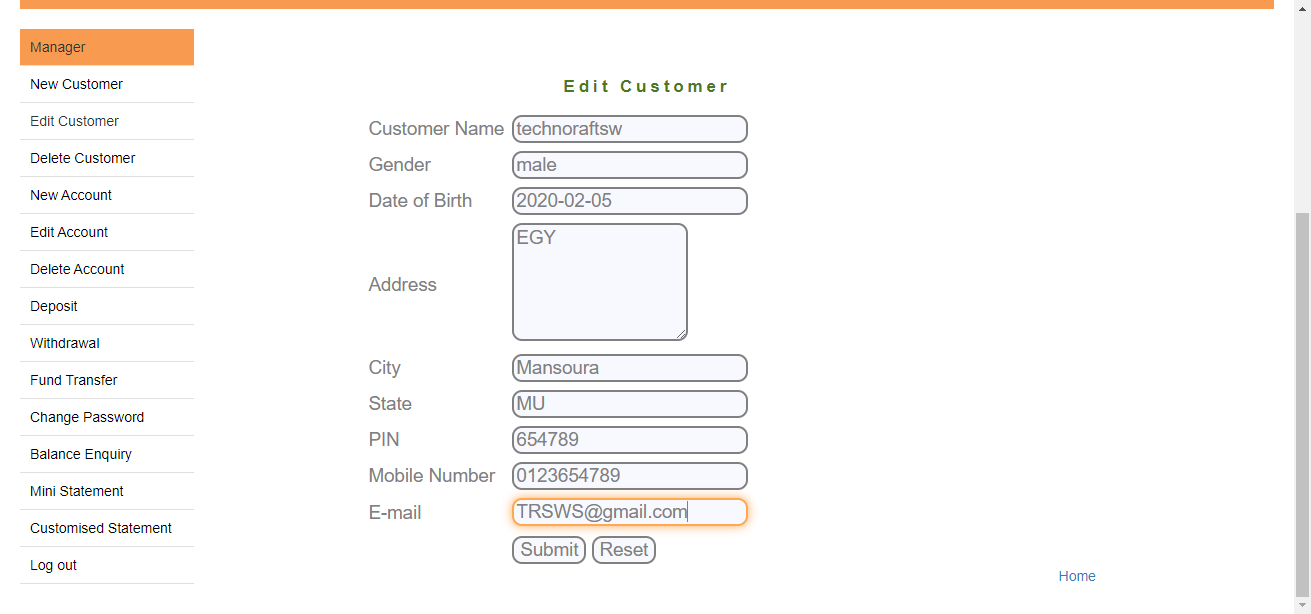 Manager
New Customer
Edit Customer
Delete Customer
New Account
Edit Account
Delete Account
Deposit
Withdrawal
Fund Transfer
Change Password
Balance Enquiry
Mini Statement
Customised Statement
Log out
Edit Customer
Customer Name technoraftsw
Gender male
Date of Birth 2020-02-05
Address EGY
City Mansoura
State MU
PIN 654789
Mobile Number 0123654789
E-mail TRSWS@gmail.com
Submit Reset
Home